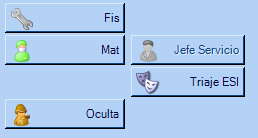 Fis
Mat
Jefe Servicio
Triaje ESI
Oculta